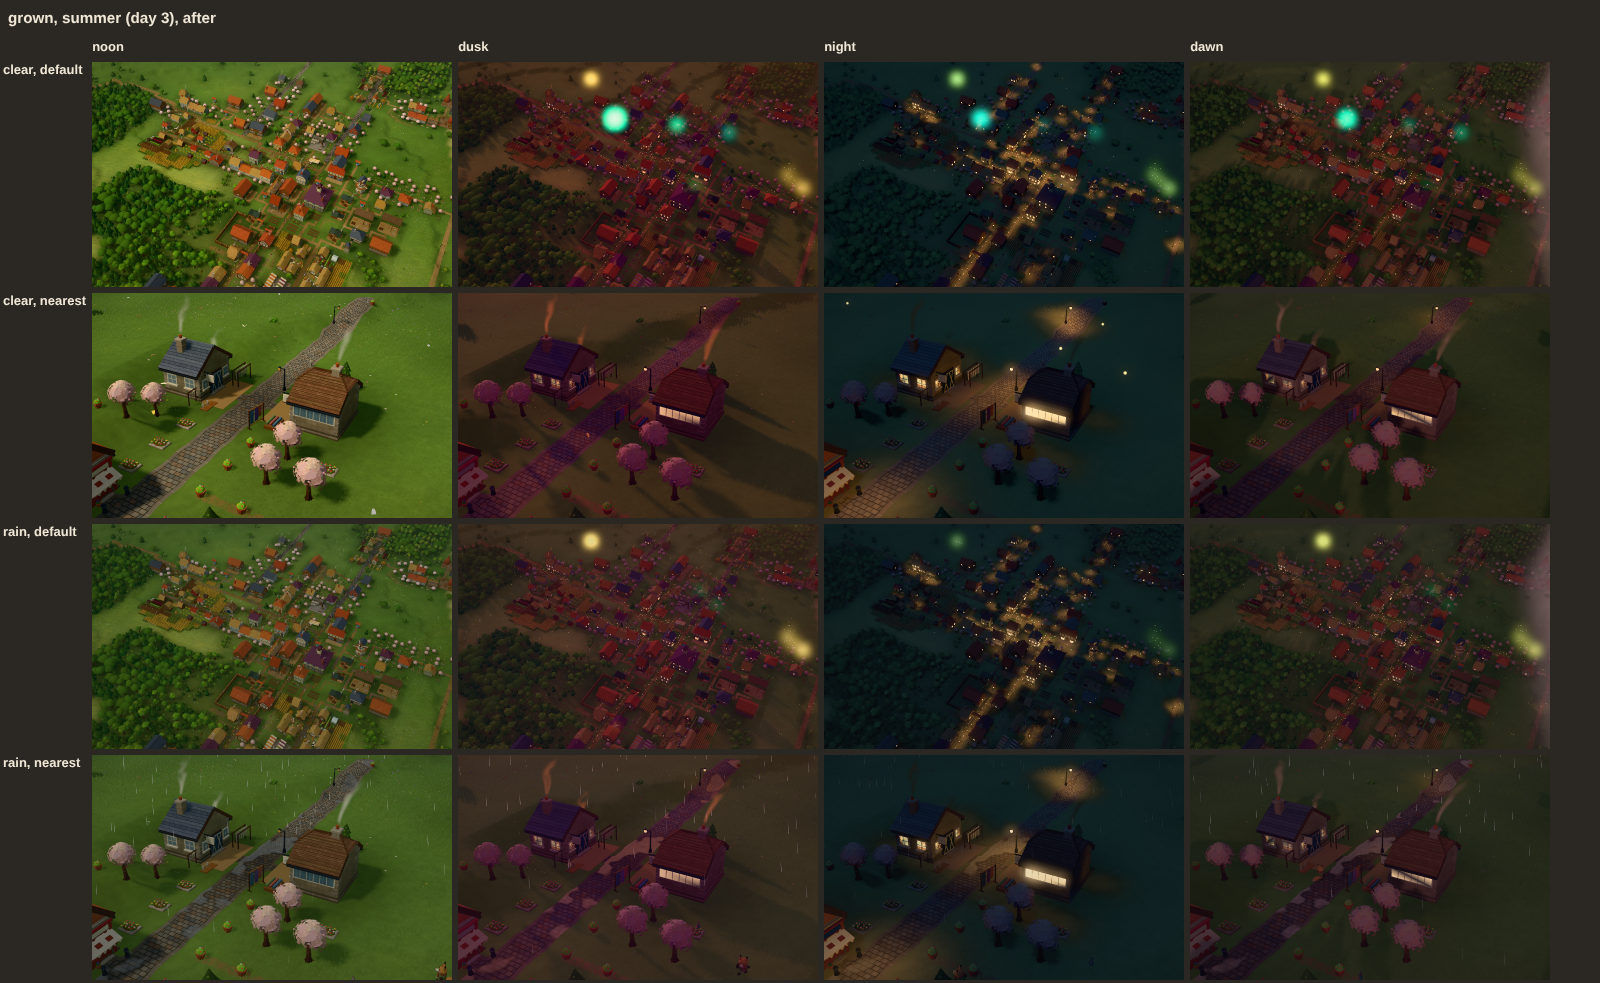 grown, summer (day 3), after
noon dusk night dawn
clear, default
clear, nearest
rain, default
rain, nearest